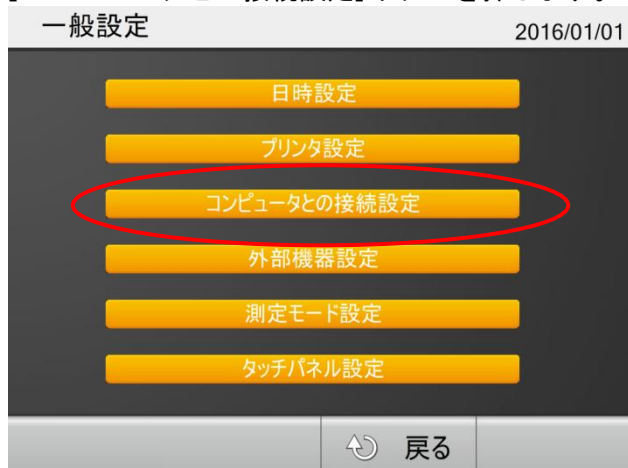 一般設定
2016/01/01
日時設定
プリンタ設定
コンピュータとの接続設定
外部機器設定
測定モード設定
タッチパネル設定
戻る